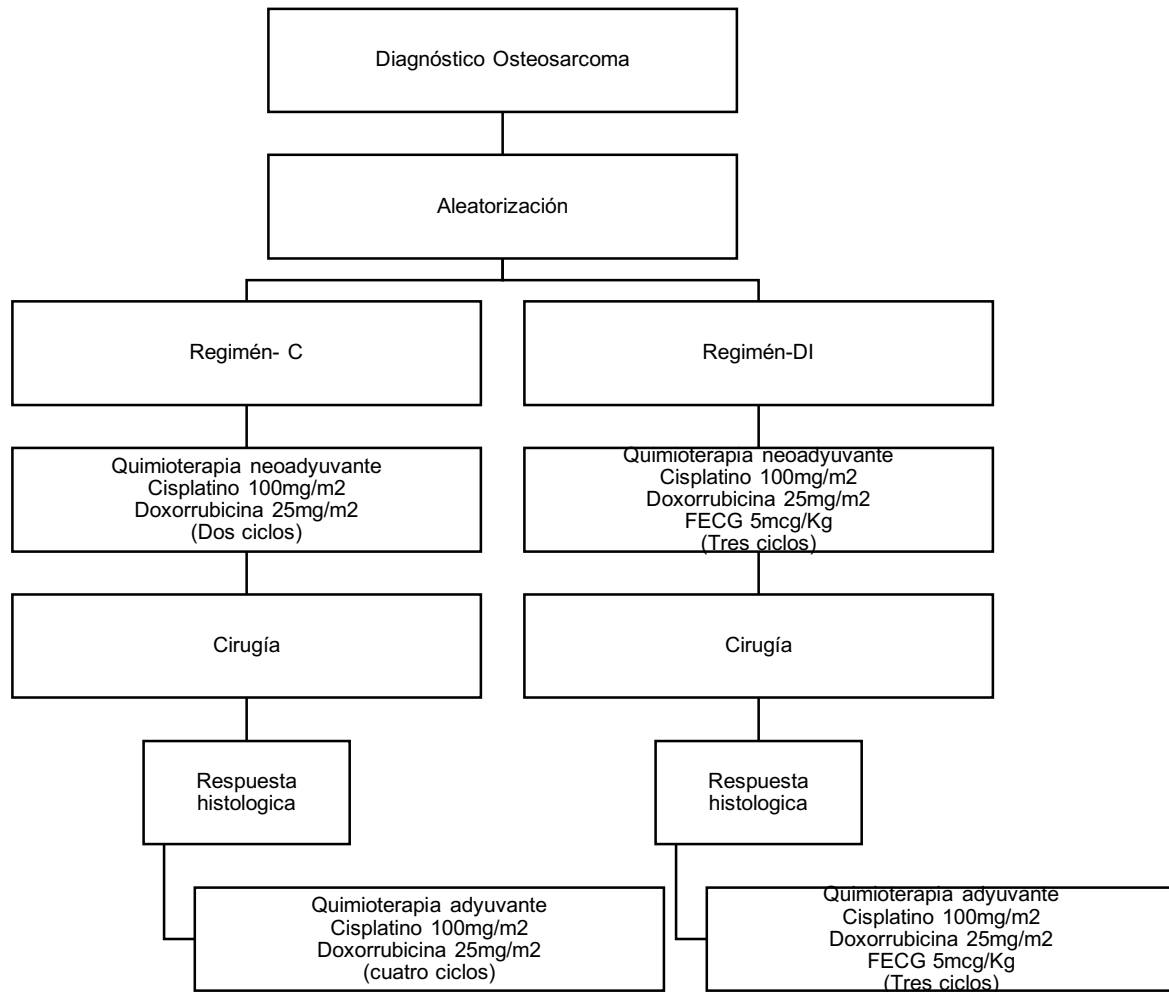 Diagnóstico Osteosarcoma
Aleatorización
Regimén- C
Regimén-DI
Quimioterapia neoadyuvante
Cisplatino 100mg/m2
Doxorrubicina 25mg/m2
(Dos ciclos)
Quimioterapia neoadyuvante
Cisplatino 100mg/m2
Doxorrubicina 25mg/m2
FECG 5mcg/Kg
(Tres ciclos)
Cirugía
Cirugía
Respuesta
histologica
Respuesta
histologica
Quimioterapia adyuvante
Cisplatino 100mg/m2
Doxorrubicina 25mg/m2
(cuatro ciclos)
Quimioterapia adyuvante
Cisplatino 100mg/m2
Doxorrubicina 25mg/m2
FECG 5mcg/Kg
(Tres ciclos)